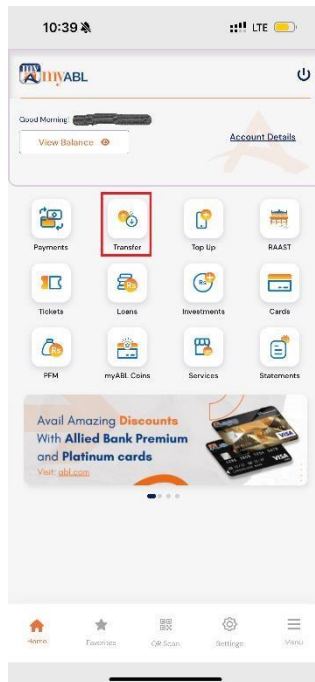 10:39 LTE
myABL
Good Morning:
View Balance
Account Details
Payments Transfer Top Up RAAST
Tickets Loans Investments Cards
PFM myABL Coins Services Statements
Avail Amazing Discounts
With Allied Bank Premium
and Platinum cards
Visit: abl.com
VISA
VISA
Home Favorites QR Scan Settings Menu